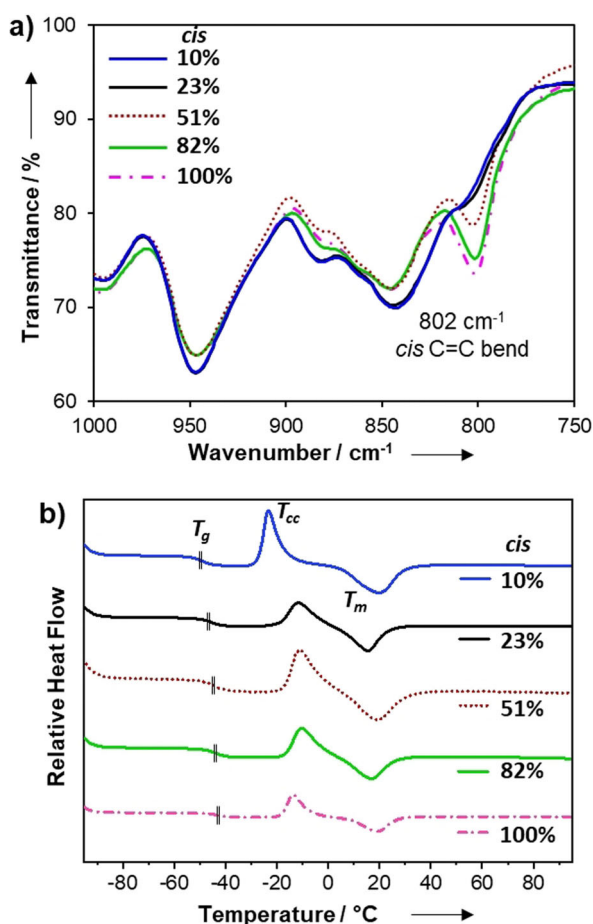 a)
100
90
80
70
60
Transmittance / %
cis
10%
23%
51%
82%
100%
802 cm⁻¹
cis C=C bend
1000
950
900
850
800
750
Wavenumber / cm⁻¹
b)
Relative Heat Flow
Tg
Tcc
Tm
cis
10%
23%
51%
82%
100%
-80
-60
-40
-20
0
20
40
60
80
Temperature / °C